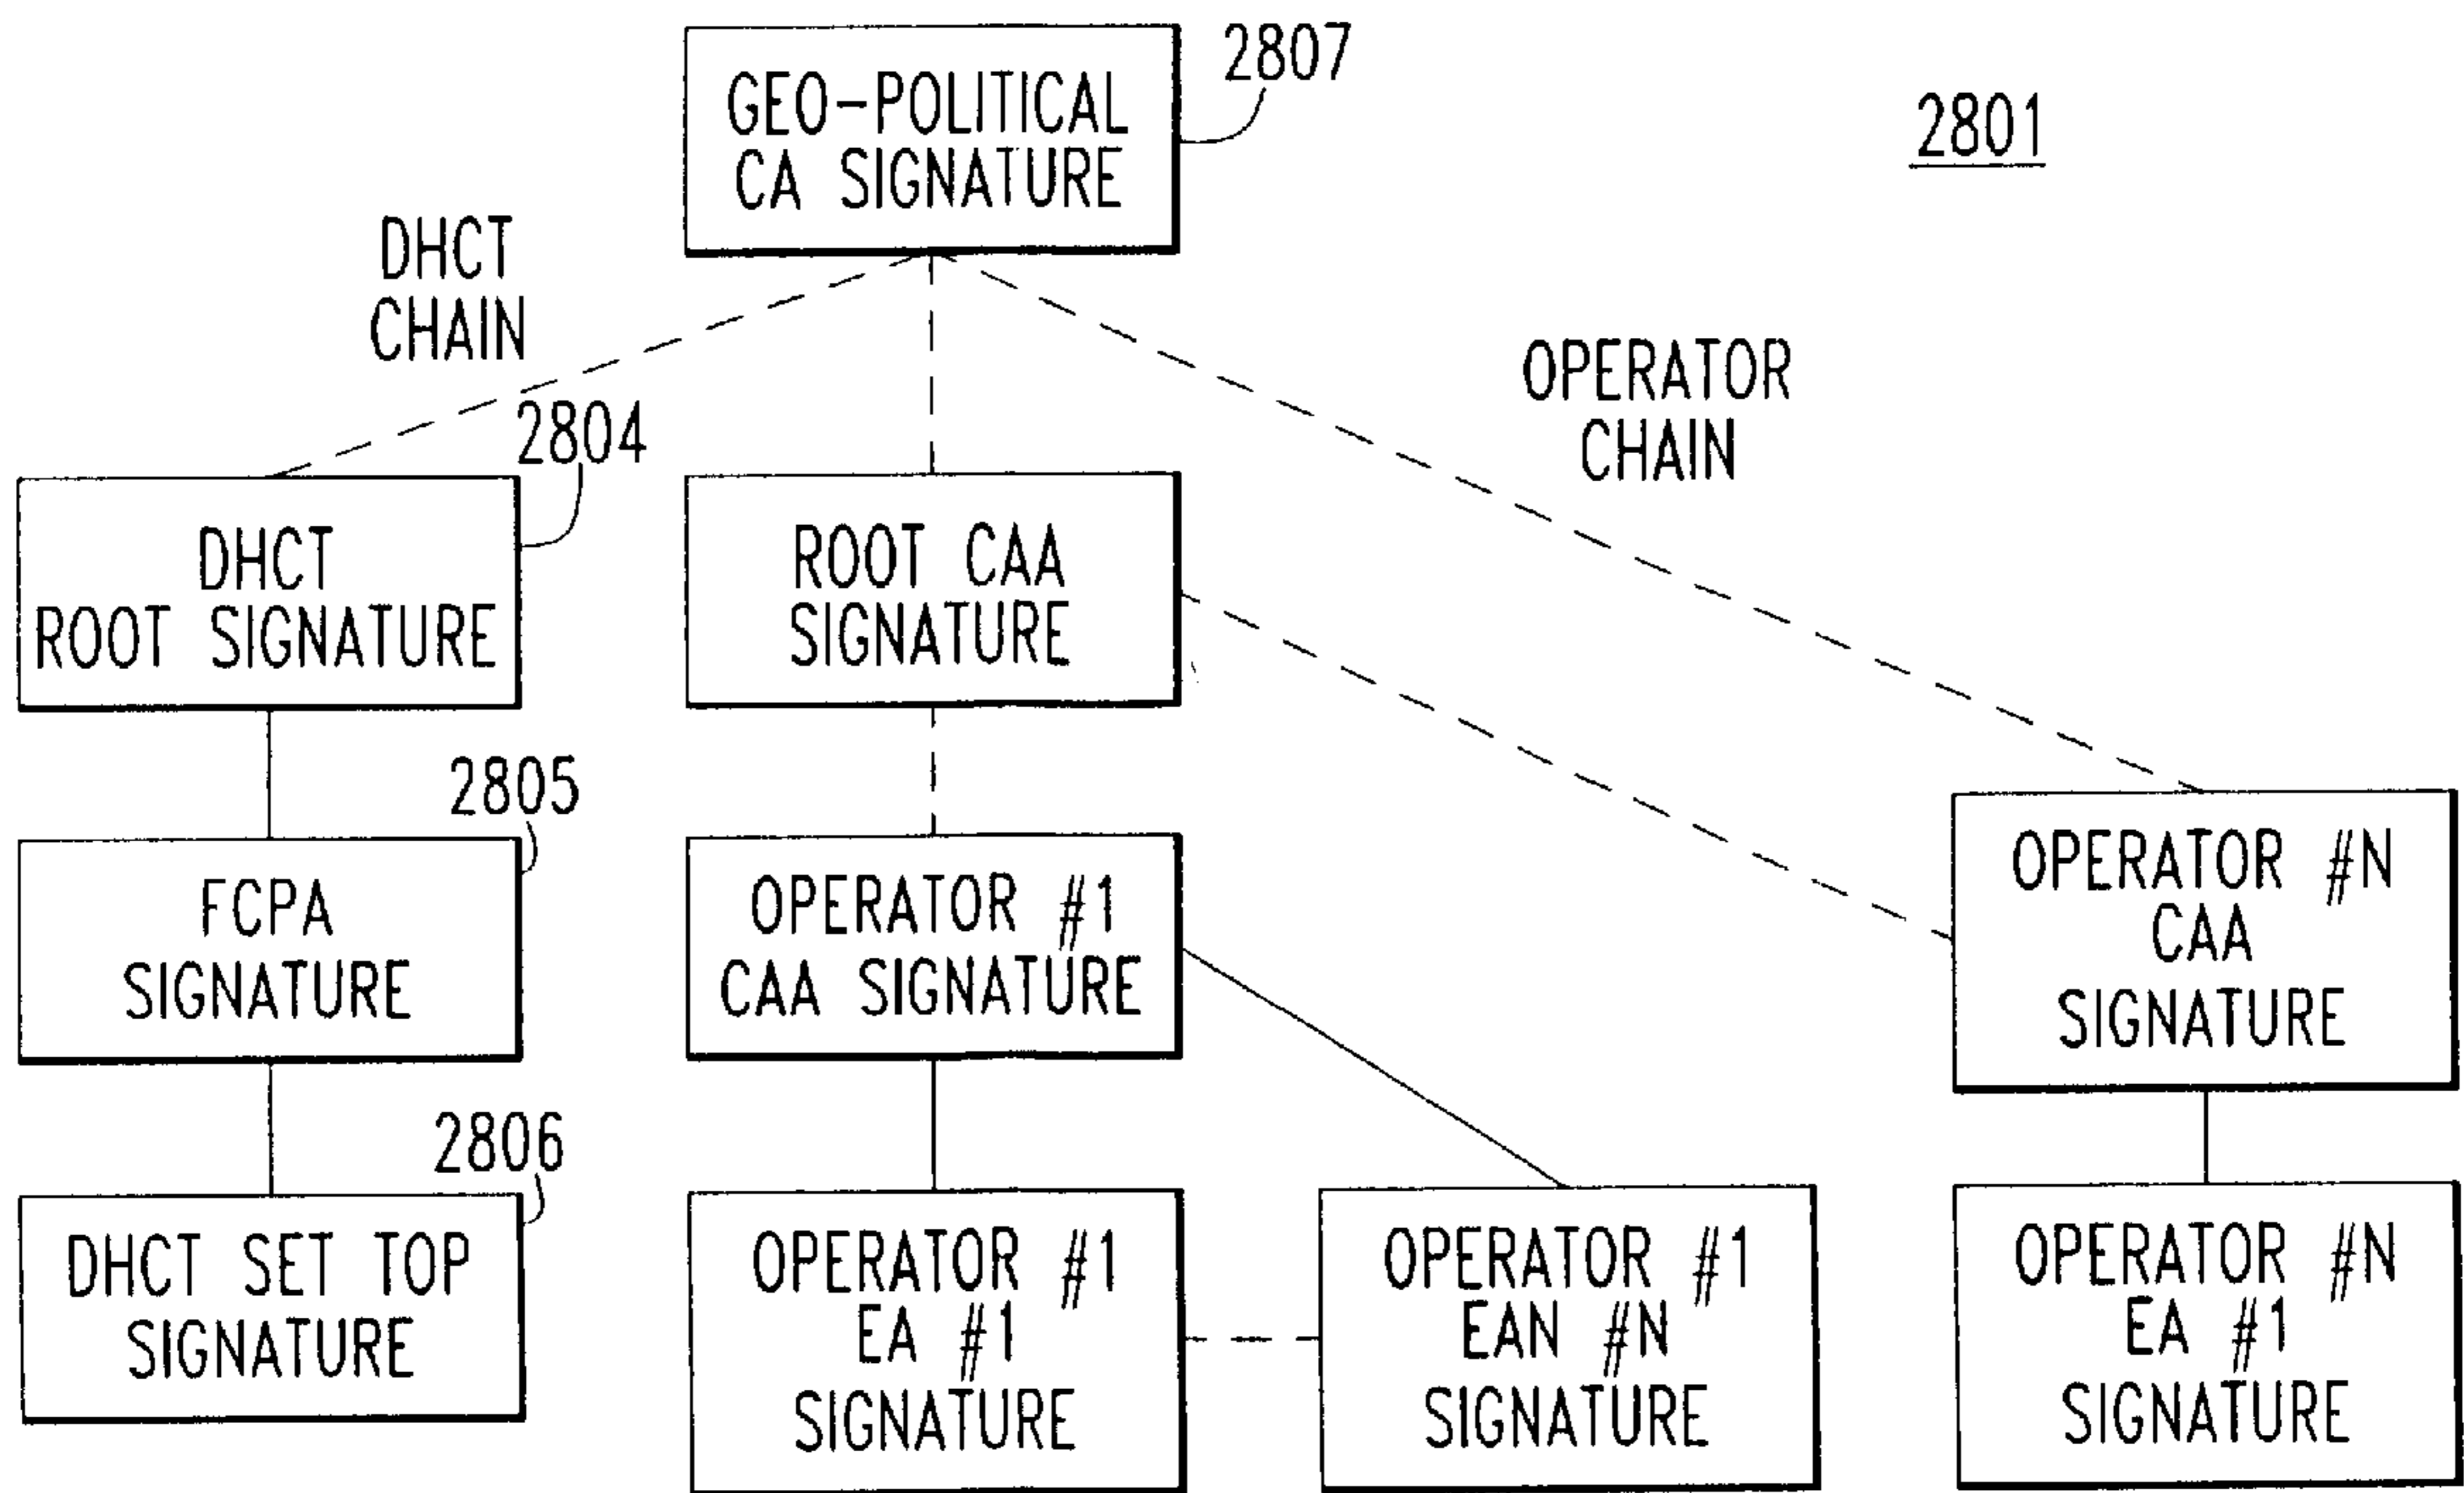 GEO-POLITICAL
CA SIGNATURE
2807
2801
DHCT
CHAIN
OPERATOR
CHAIN
2804
DHCT
ROOT SIGNATURE
ROOT CAA
SIGNATURE
2805
FCPA
SIGNATURE
OPERATOR #1
CAA SIGNATURE
OPERATOR #N
CAA
SIGNATURE
2806
DHCT SET TOP
SIGNATURE
OPERATOR #1
EA #1
SIGNATURE
OPERATOR #1
EAN #N
SIGNATURE
OPERATOR #N
EA #1
SIGNATURE